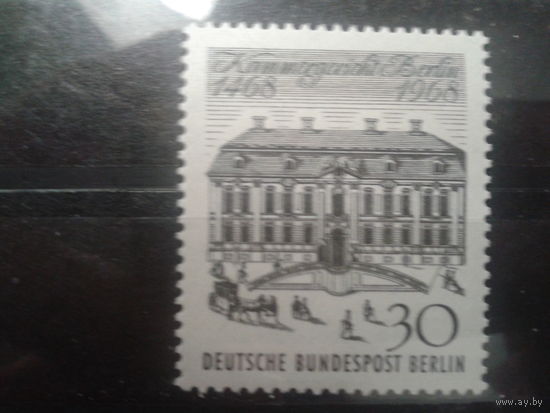 Kammergericht Berlin
1468 1968
30
DEUTSCHE BUNDESPOST BERLIN
© www.ay.by